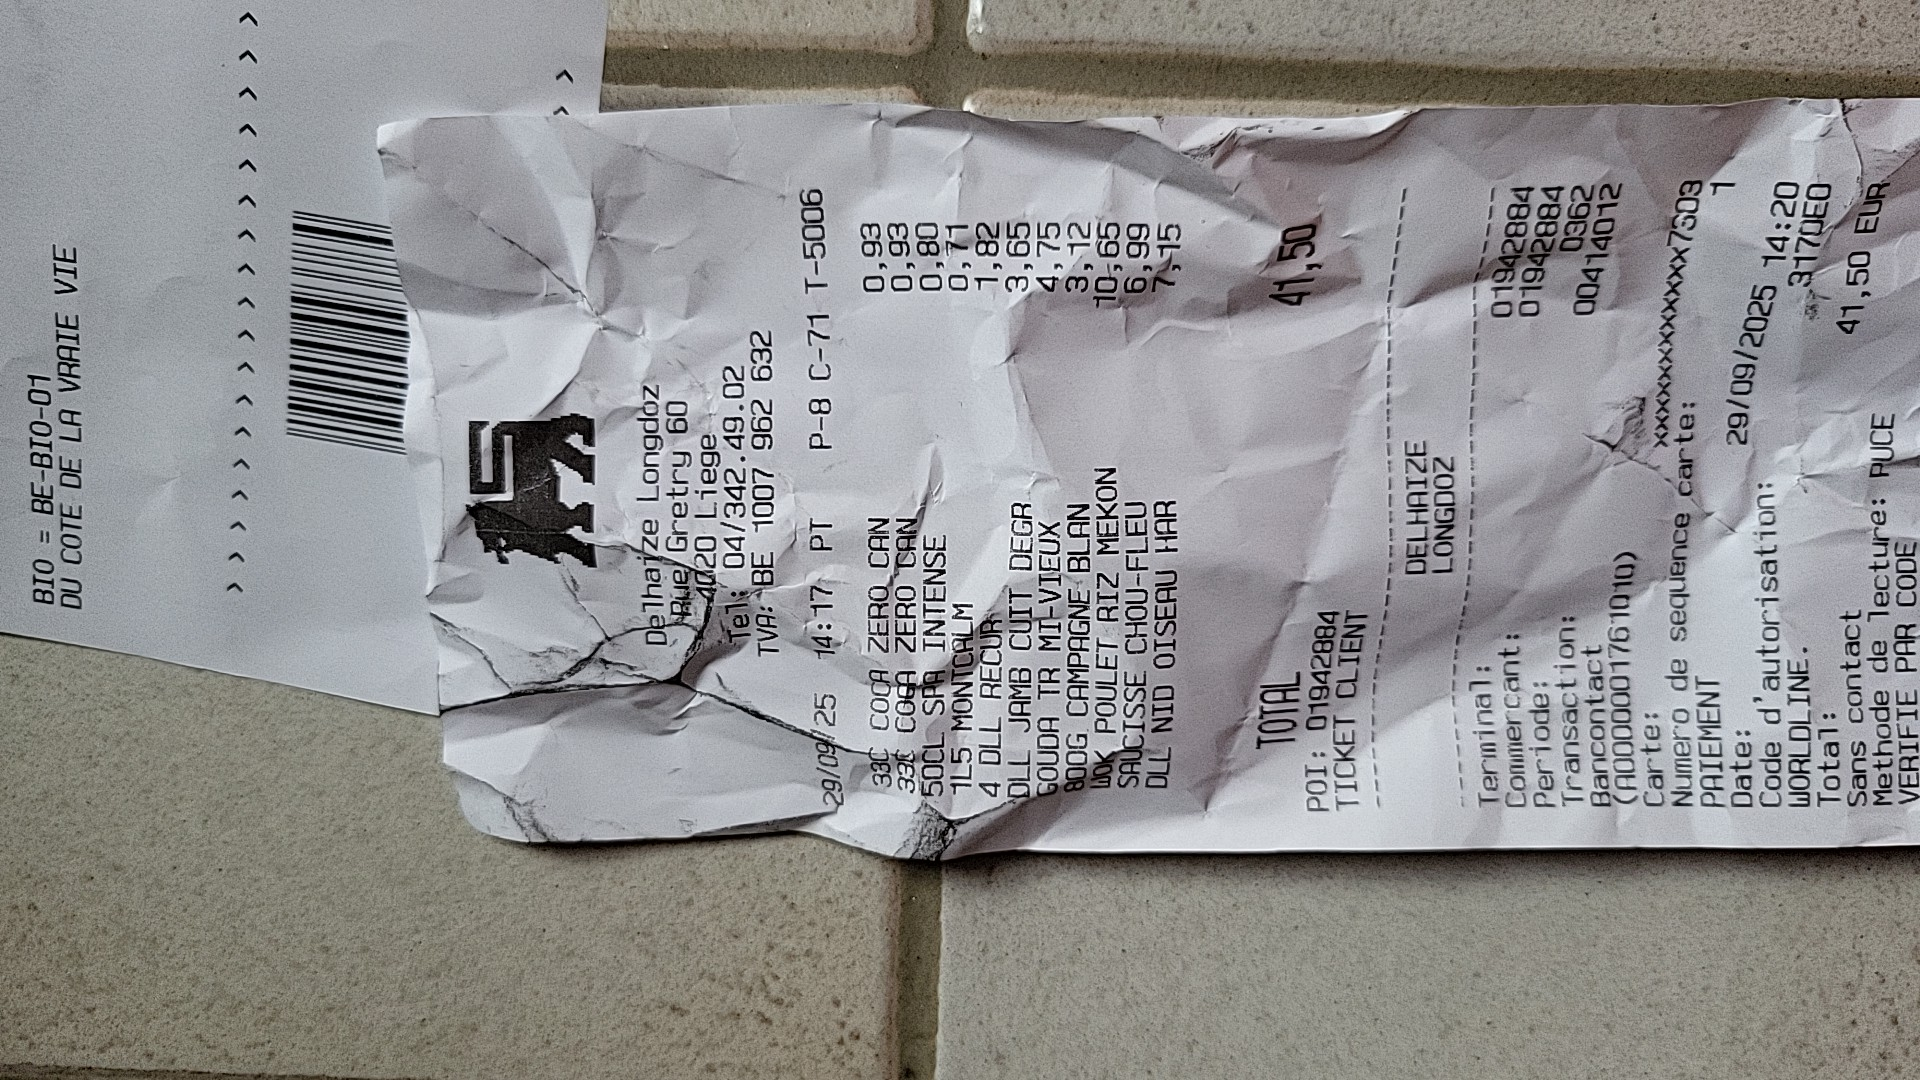 BIO = BE-BIO-01
DU COTE DE LA VRAIE VIE
Delhaize Longdoz
Rue Gretry 60
4020 Liege
Tel: 04/342.49.02
TVA: BE 1007 962 632
29/09/25 14:17 PT P-8 C-71 T-5006
33C COCA ZERO CAN 0,93
33C COCA ZERO CAN 0,93
50CL SPA INTENSE 0,80
1L5 MONTCALM 0,71
4 DLL RECUR 1,82
DLL JAMB CUIT DEGR 3,65
GOUDA TR MI-VIEUX 4,75
800G CAMPAGNE BLAN 3,12
WOK POULET RIZ MEKON 10,65
SAUCISSE CHOU-FLEU 6,99
DLL NID OISEAU HAR 7,15
TOTAL 41,50
POI: 01942884
TICKET CLIENT
DELHAIZE
LONGDOZ
Terminal: 01942884
Commercant: 01942884
Periode: 0362
Transaction: 00414012
Bancontact
(A0000001761010)
Carte: xxxxxxxxxxxxx7503
Numero de sequence carte: 1
PAIEMENT
Date: 29/09/2025 14:20
Code d'autorisation: 3170E0
WORLDLINE.
Total: 41,50 EUR
Sans contact
Methode de lecture: PUCE
VERIFIE PAR CODE